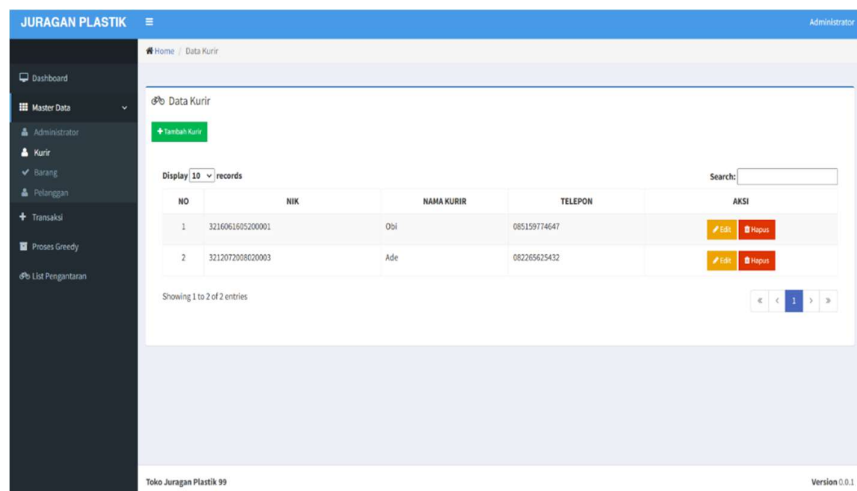 JURAGAN PLASTIK
Administrator
Home / Data Kurir
Dashboard
Master Data
Administrator
Kurir
Barang
Pelanggan
Transaksi
Proses Greedy
List Pengantaran
Data Kurir
+Tambah Kurir
Display 10 records
Search:
NO NIK NAMA KURIR TELEPON AKSI
1 3216061605200001 Obi 085159774647 Edit Hapus
2 3212072008020003 Ade 082265625432 Edit Hapus
Showing 1 to 2 of 2 entries
« < 1 > »
Toko Juragan Plastik 99
Version 0.0.1